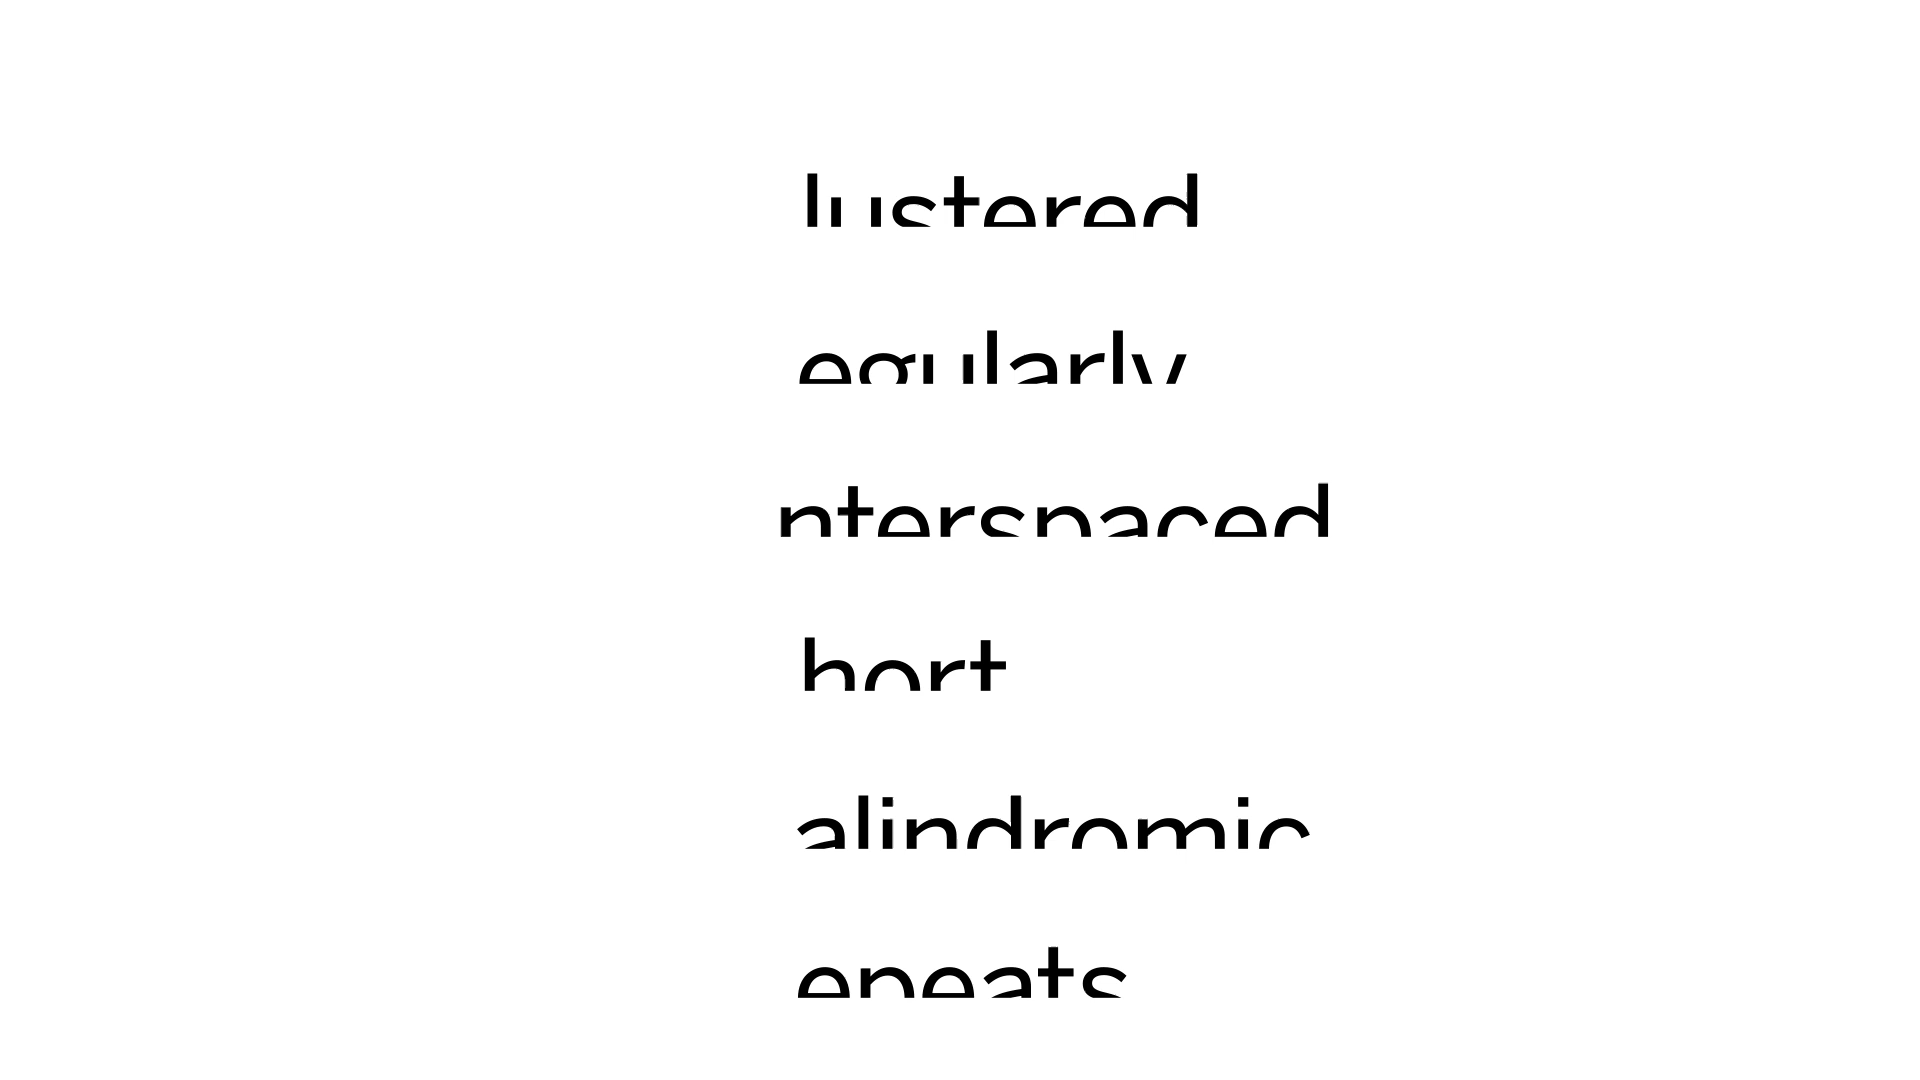 lustered
egularly
nterspaced
hort
alindromic
epeats